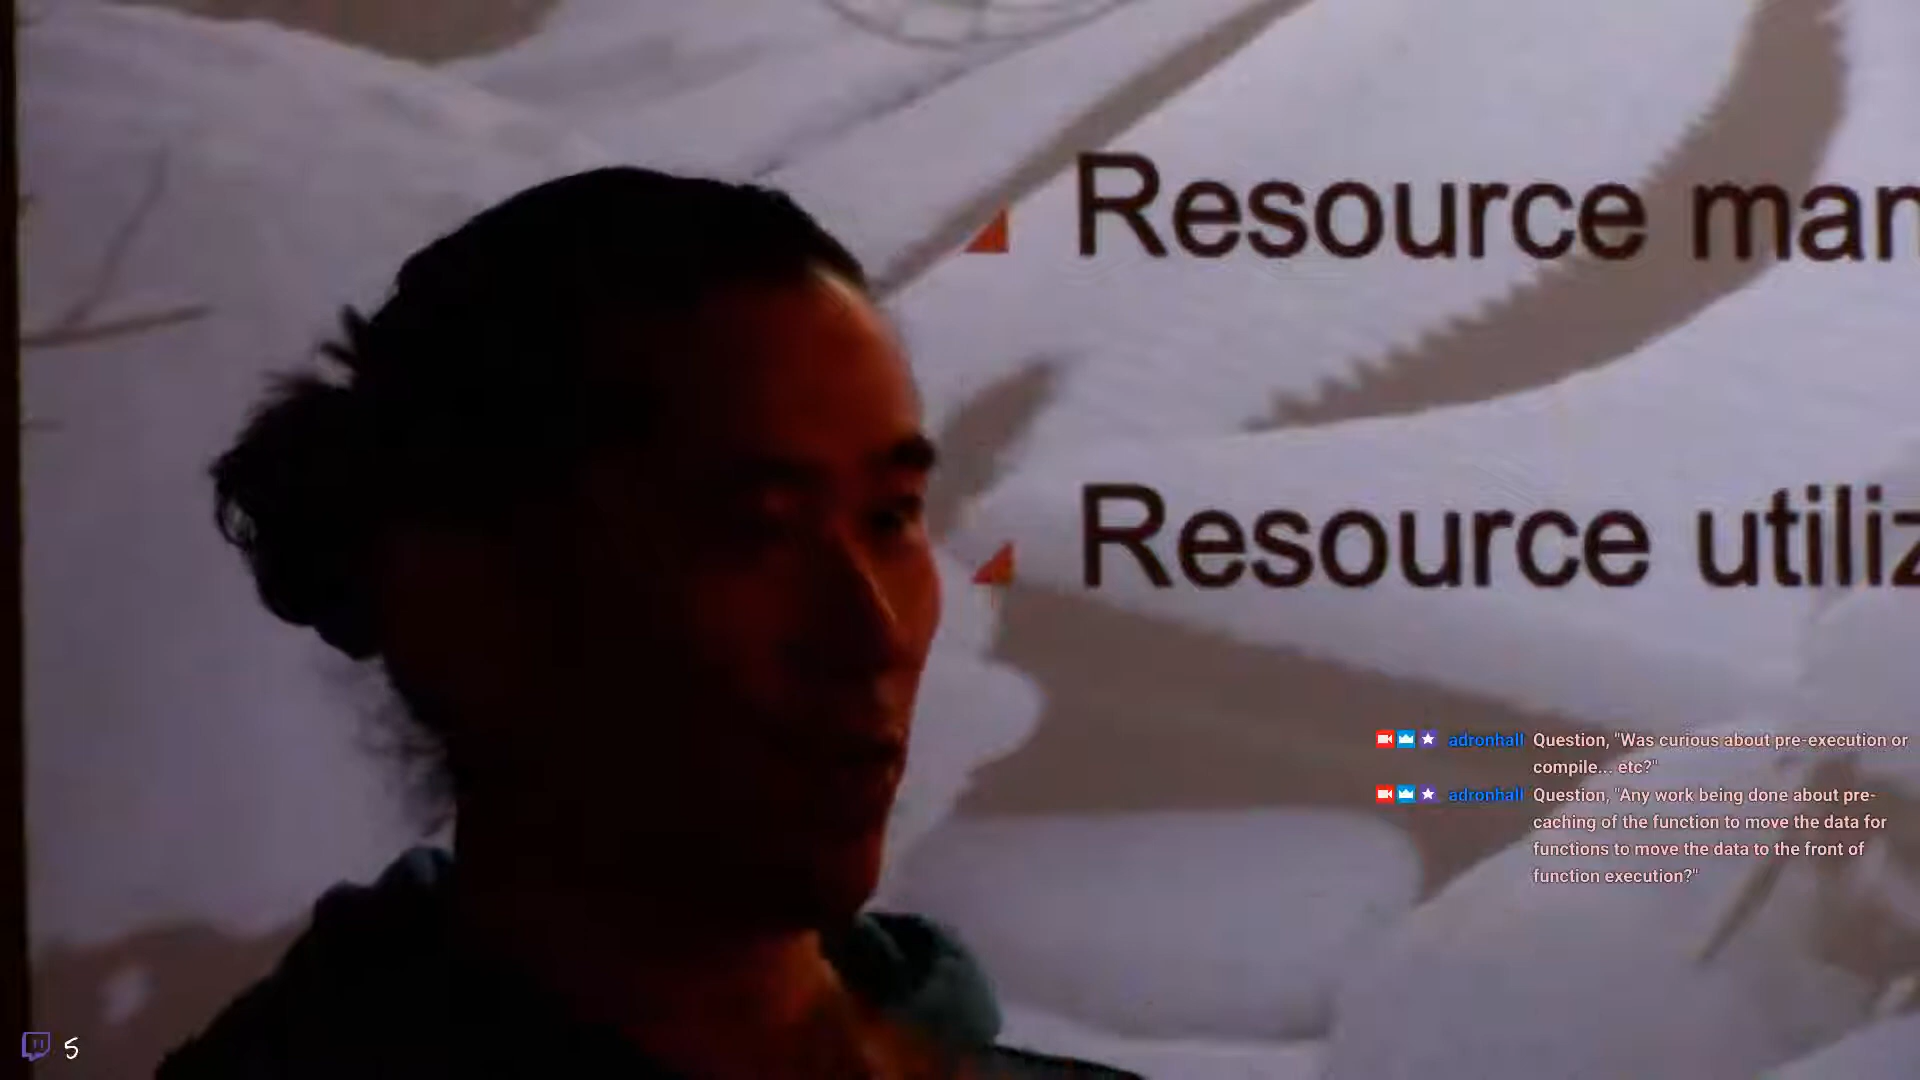 Resource man
Resource utiliz
adronhall Question, "Was curious about pre-execution or
compile... etc?"
adronhall Question, "Any work being done about pre-
caching of the function to move the data for
functions to move the data to the front of
function execution?"
5